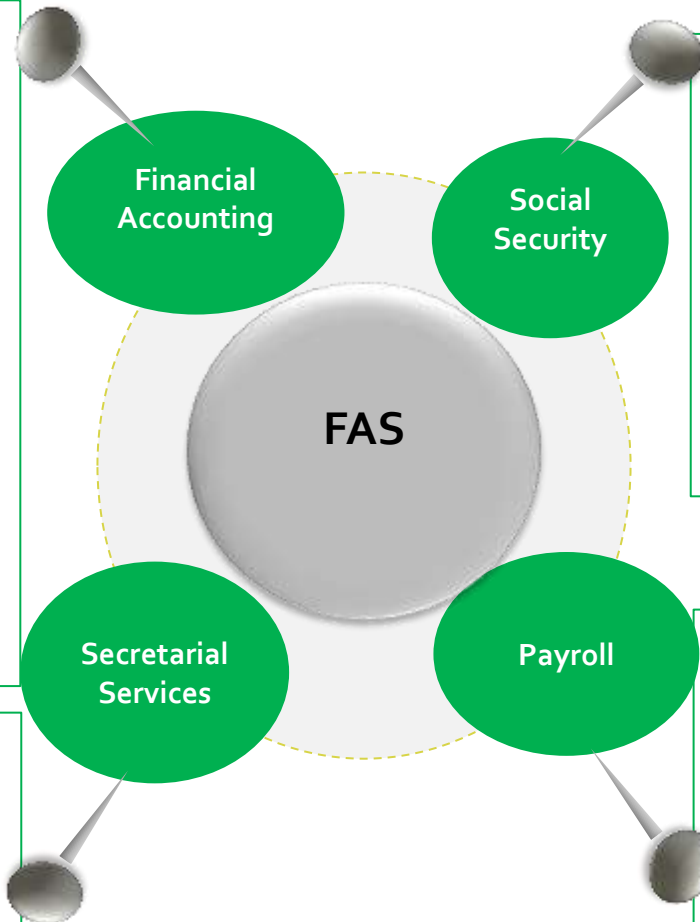 Financial
Accounting
Social
Security
FAS
Secretarial
Services
Payroll